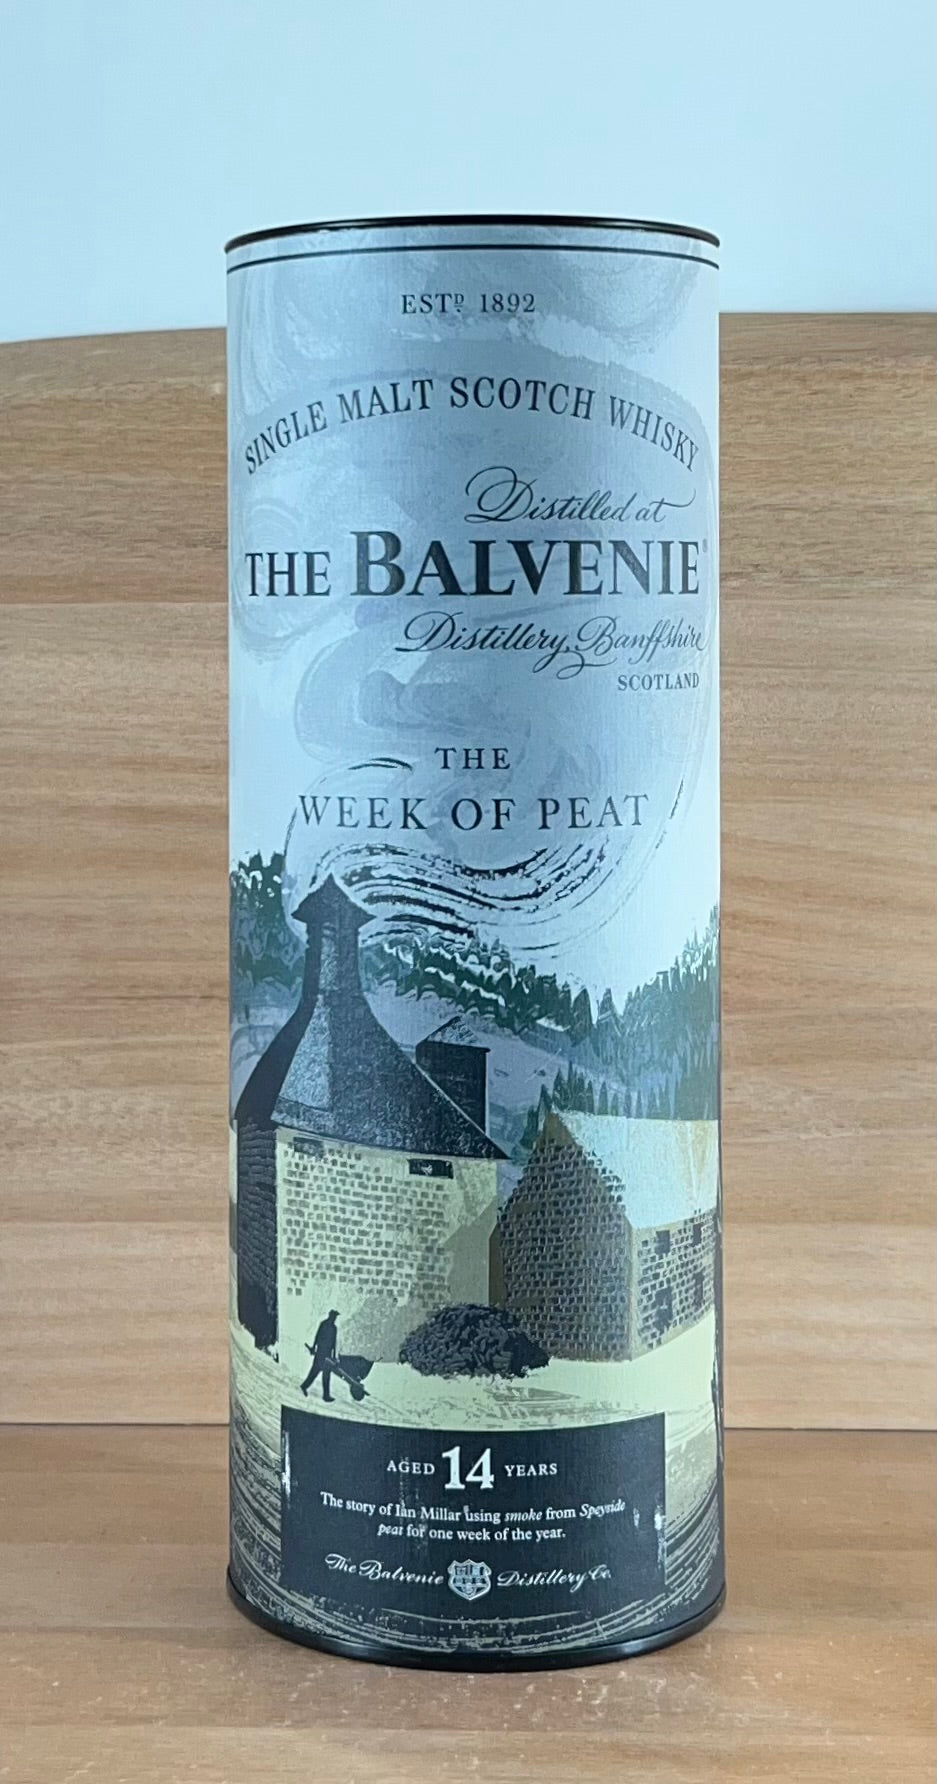 ESTD. 1892
SINGLE MALT SCOTCH WHISKY
Distilled at
THE BALVENIE®
Distillery, Banffshire
SCOTLAND
THE
WEEK OF PEAT
AGED 14 YEARS
The story of Ian Millar using smoke from Speyside
peat for one week of the year.
The Balvenie Distillery Co.